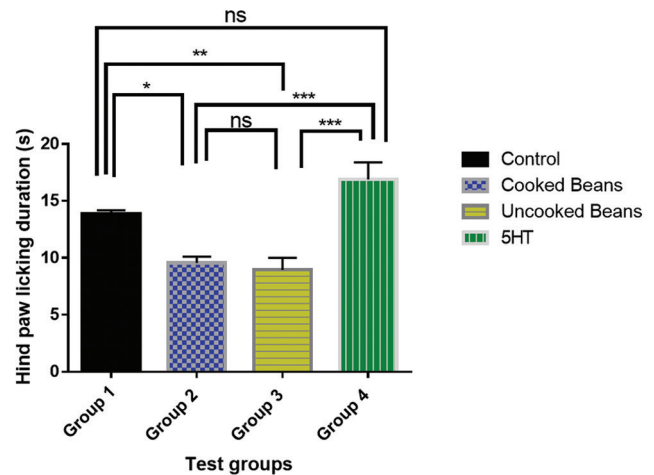 ns
**
*
***
ns
***
Hind paw licking duration (s)
20
15
10
5
0
Group 1
Group 2
Group 3
Group 4
Test groups
Control
Cooked Beans
Uncooked Beans
5HT